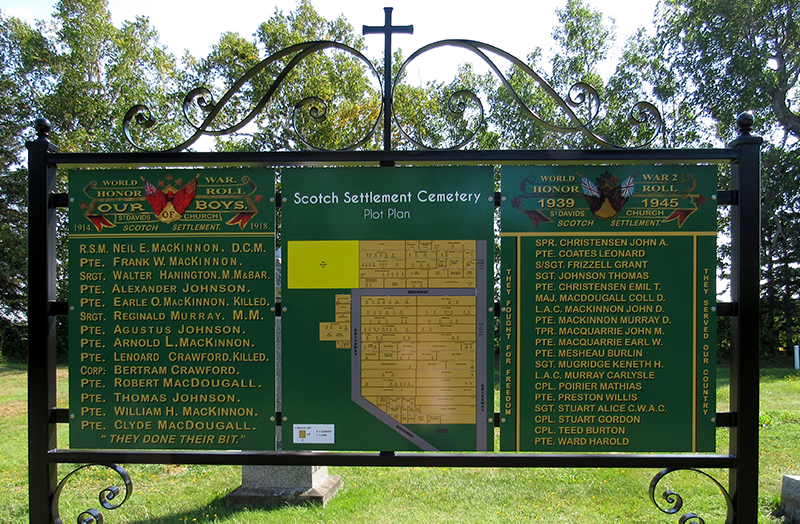 WORLD WAR.
HONOR ROLL
OUR BOYS.
1914. ST DAVIDS OF CHURCH 1918.
SCOTCH SETTLEMENT.
R.S.M. NEIL E. MACKINNON. D.C.M.
PTE. FRANK W. MACKINNON.
SRGT. WALTER HANINGTON. M.M & BAR.
PTE. ALEXANDER JOHNSON.
PTE. EARLE O. MACKINNON. KILLED.
SRGT. REGINALD MURRAY. M.M.
PTE. AGUSTUS JOHNSON.
PTE. ARNOLD L. MACKINNON.
PTE. LENOARD CRAWFORD. KILLED.
CORP: BERTRAM CRAWFORD.
PTE. ROBERT MACDOUGALL.
PTE. THOMAS JOHNSON.
PTE. WILLIAM H. MACKINNON.
PTE. CLYDE MACDOUGALL.
"THEY DONE THEIR BIT."
Scotch Settlement Cemetery
Plot Plan
WORLD WAR 2
HONOR ROLL
1939 1945
ST DAVIDS CHURCH
SCOTCH SETTLEMENT.
THEY FOUGHT FOR FREEDOM
SPR. CHRISTENSEN JOHN A.
PTE. COATES LEONARD
S/SGT. FRIZZELL GRANT
SGT. JOHNSON THOMAS
PTE. CHRISTENSEN EMIL T.
MAJ. MACDOUGALL COLL D.
L.A.C. MACKINNON JOHN D.
PTE. MACKINNON MURRAY D.
TPR. MACQUARRIE JOHN M.
PTE. MACQUARRIE EARL W.
PTE. MESHEAU BURLIN
SGT. MUGRIDGE KENETH H.
L.A.C. MURRAY CARLYSLE
CPL. POIRIER MATHIAS
PTE. PRESTON WILLIS
SGT. STUART ALICE C.W.A.C.
CPL. STUART GORDON
CPL. TEED BURTON
PTE. WARD HAROLD
THEY SERVED OUR COUNTRY